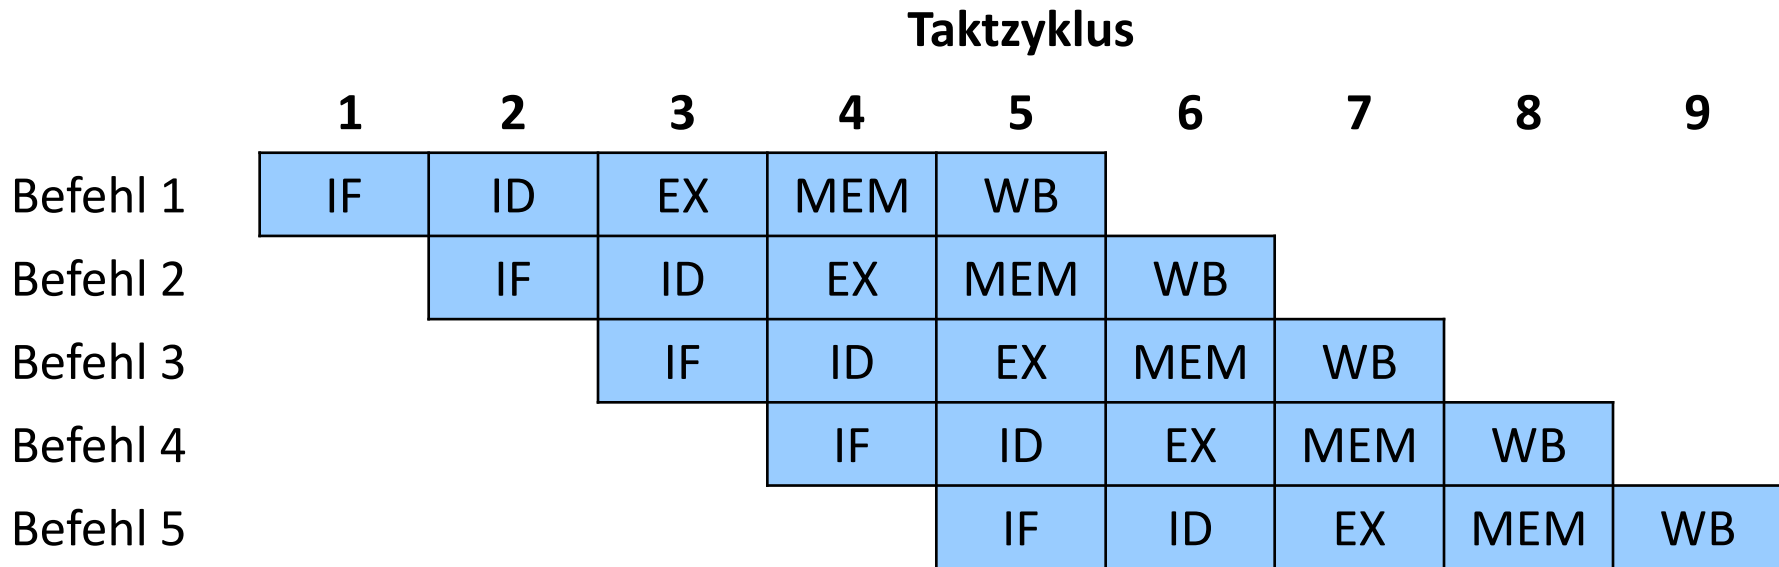 Taktzyklus
1 2 3 4 5 6 7 8 9
Befehl 1 IF ID EX MEM WB
Befehl 2 IF ID EX MEM WB
Befehl 3 IF ID EX MEM WB
Befehl 4 IF ID EX MEM WB
Befehl 5 IF ID EX MEM WB